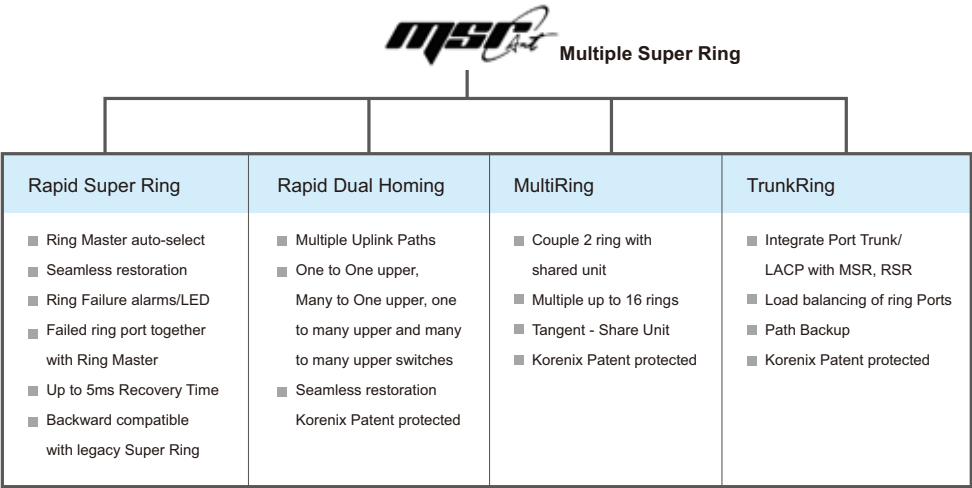 msr Ant
Multiple Super Ring
Rapid Super Ring
Ring Master auto-select
Seamless restoration
Ring Failure alarms/LED
Failed ring port together
with Ring Master
Up to 5ms Recovery Time
Backward compatible
with legacy Super Ring
Rapid Dual Homing
Multiple Uplink Paths
One to One upper,
Many to One upper, one
to many upper and many
to many upper switches
Seamless restoration
Korenix Patent protected
MultiRing
Couple 2 ring with
shared unit
Multiple up to 16 rings
Tangent - Share Unit
Korenix Patent protected
TrunkRing
Integrate Port Trunk/
LACP with MSR, RSR
Load balancing of ring Ports
Path Backup
Korenix Patent protected